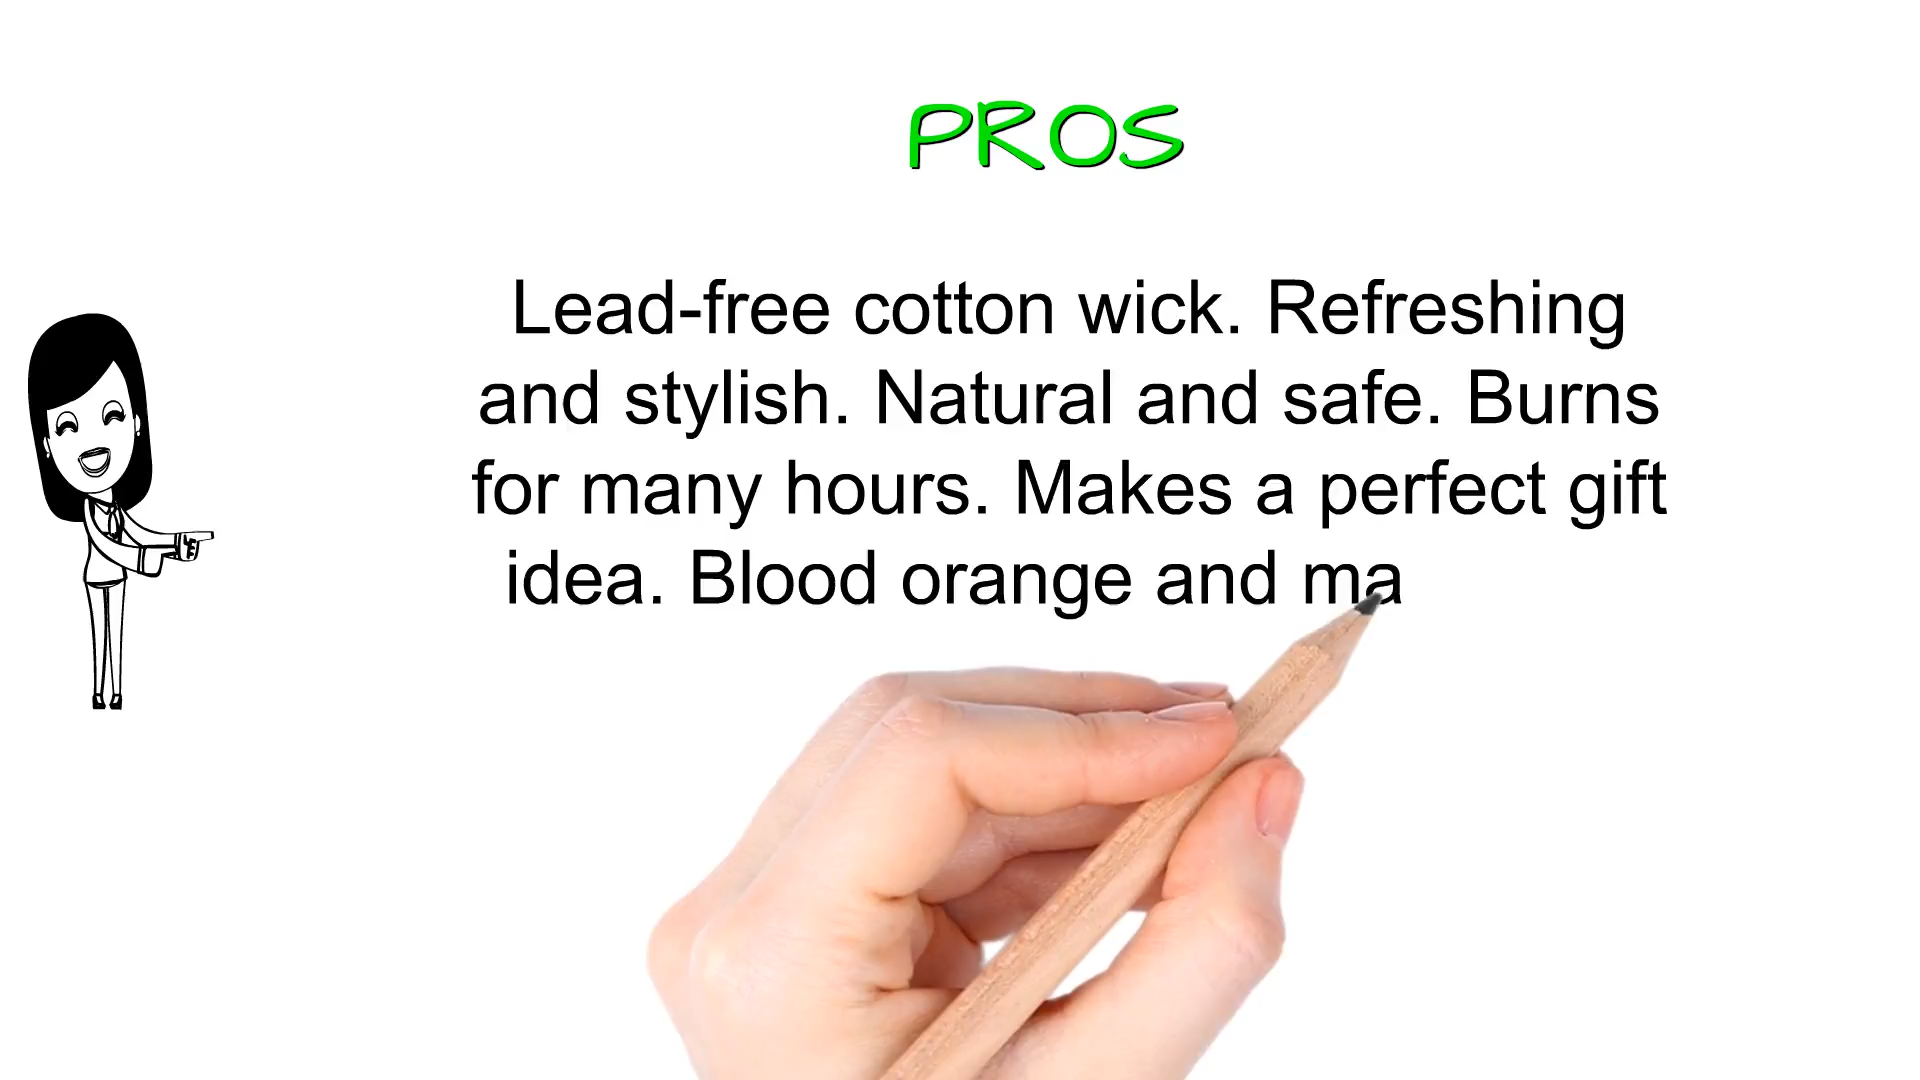 PROS
Lead-free cotton wick. Refreshing
and stylish. Natural and safe. Burns
for many hours. Makes a perfect gift
idea. Blood orange and ma